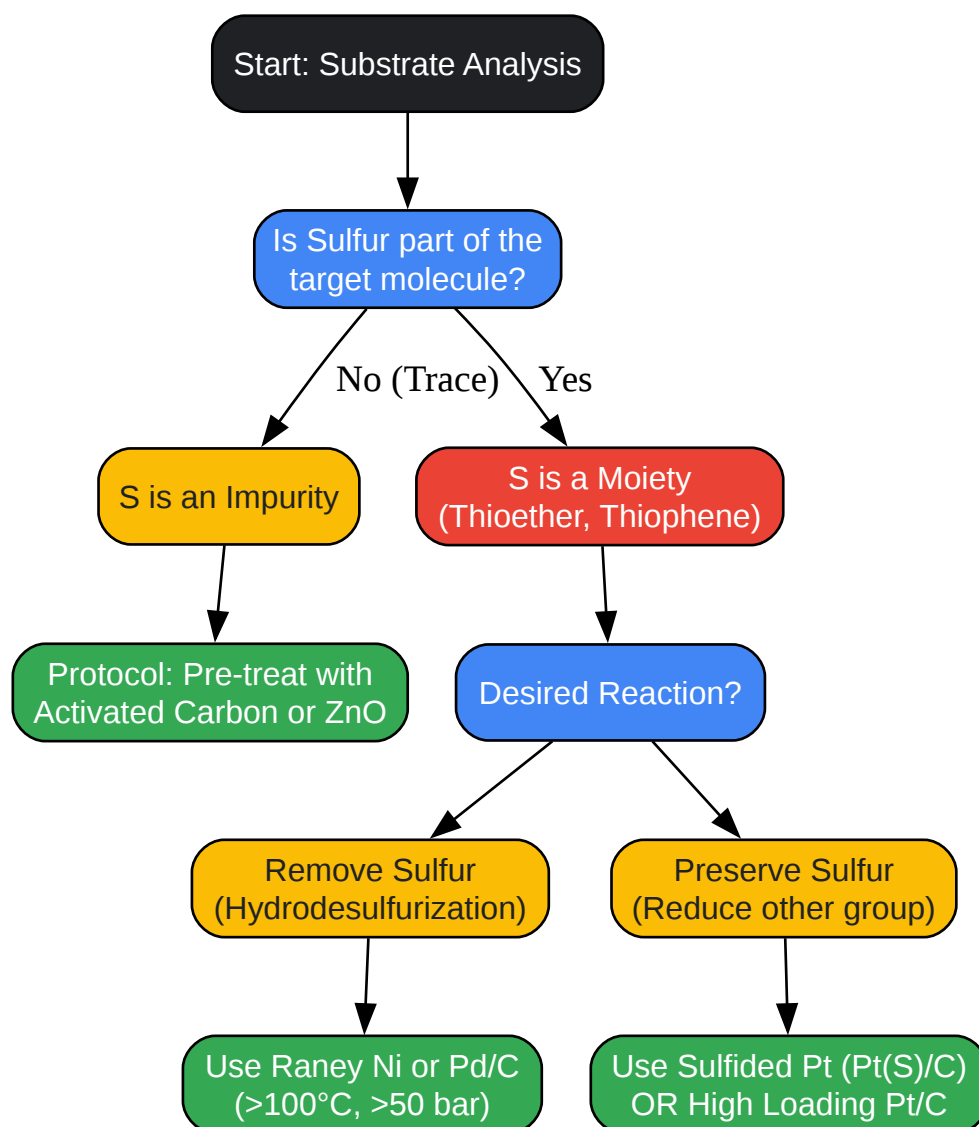 Start: Substrate Analysis
Is Sulfur part of the
target molecule?
No (Trace)
Yes
S is an Impurity
S is a Moiety
(Thioether, Thiophene)
Protocol: Pre-treat with
Activated Carbon or ZnO
Desired Reaction?
Remove Sulfur
(Hydrodesulfurization)
Preserve Sulfur
(Reduce other group)
Use Raney Ni or Pd/C
(>100°C, >50 bar)
Use Sulfided Pt (Pt(S)/C)
OR High Loading Pt/C